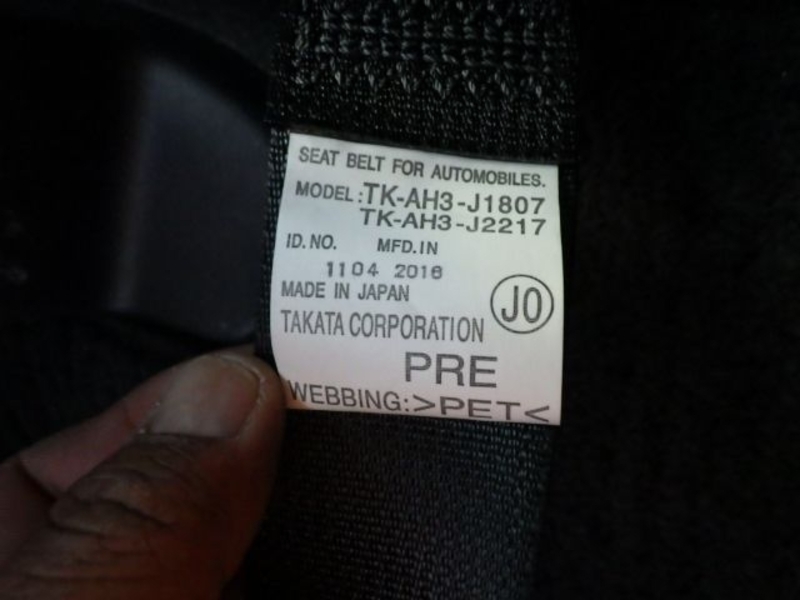 SEAT BELT FOR AUTOMOBILES.
MODEL:TK-AH3-J1807
TK-AH3-J2217
ID.NO. MFD.IN
1104 2016
MADE IN JAPAN
JO
TAKATA CORPORATION
PRE
WEBBING:>PET<